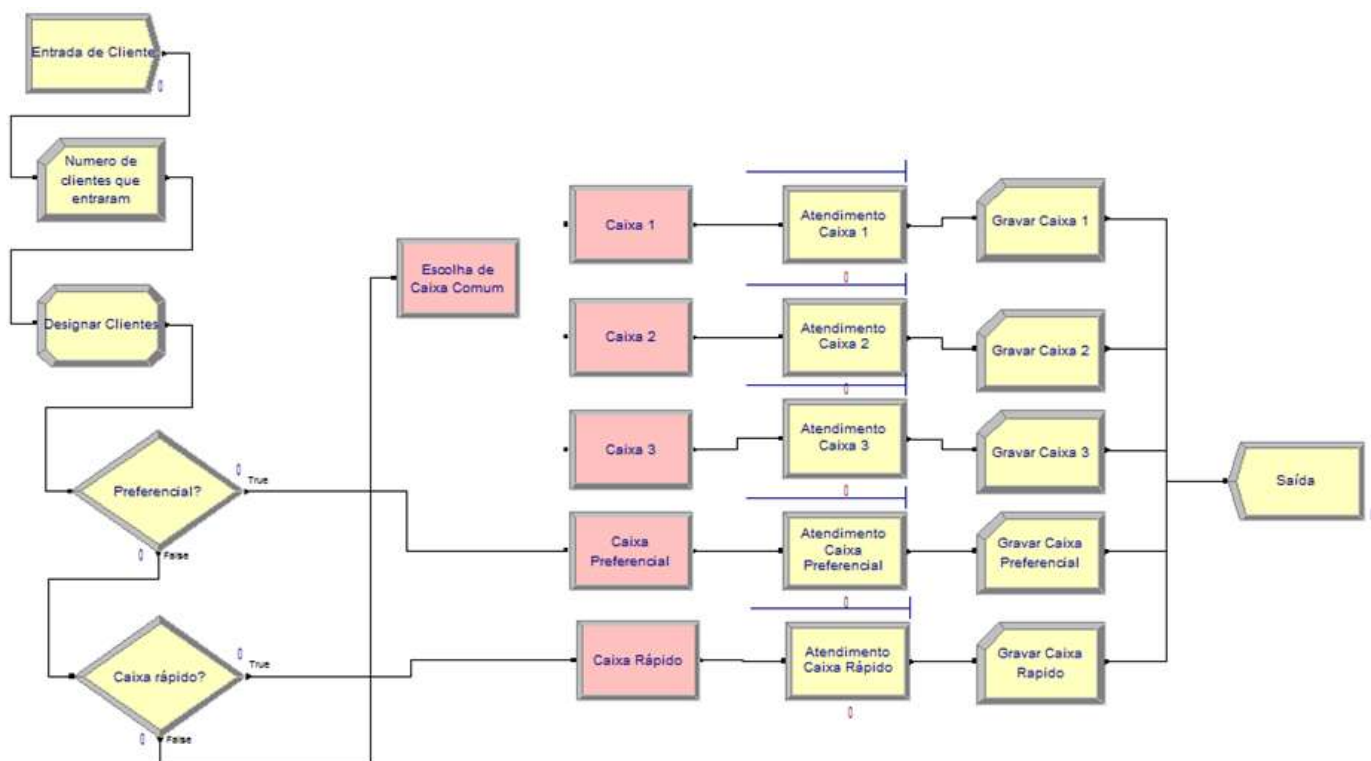 Entrada de Cliente
0
Numero de
clientes que
entraram
Designar Clientes
Preferencial?
0
True
0
False
Caixa rápido?
0
True
0
False
Escolha de
Caixa Comum
Caixa 1
Atendimento
Caixa 1
0
Gravar Caixa 1
Caixa 2
Atendimento
Caixa 2
0
Gravar Caixa 2
Caixa 3
Atendimento
Caixa 3
0
Gravar Caixa 3
Caixa
Preferencial
Atendimento
Caixa
Preferencial
0
Gravar Caixa
Preferencial
Caixa Rápido
Atendimento
Caixa Rápido
0
Gravar Caixa
Rapido
Saída